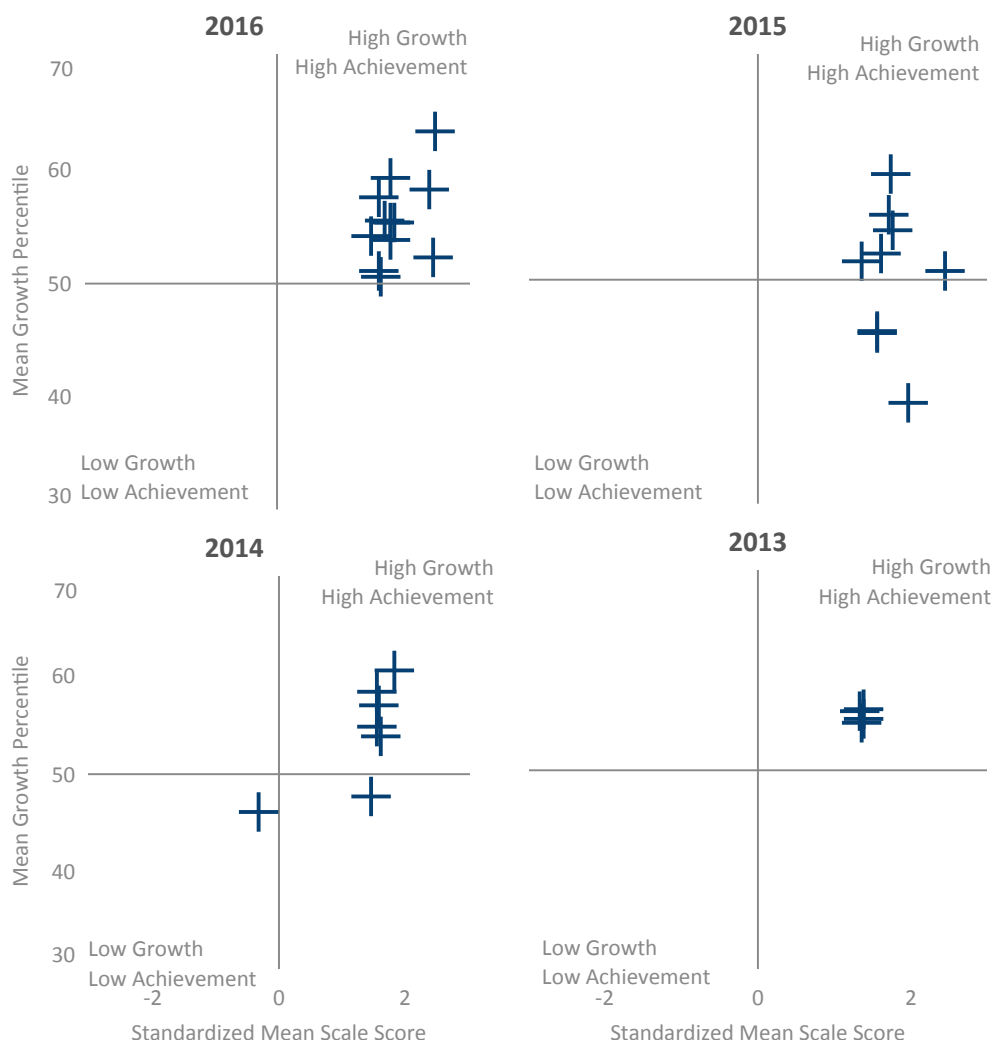 2016
High Growth
High Achievement
70
60
50
40
30
Mean Growth Percentile
Low Growth
Low Achievement
2015
High Growth
High Achievement
Low Growth
Low Achievement
2014
High Growth
High Achievement
70
60
50
40
30
Mean Growth Percentile
Low Growth
Low Achievement
-2 0 2
Standardized Mean Scale Score
2013
High Growth
High Achievement
Low Growth
Low Achievement
-2 0 2
Standardized Mean Scale Score